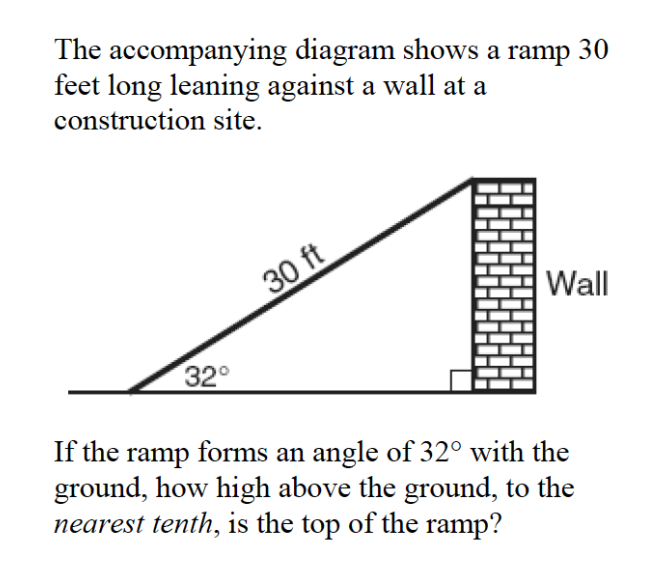 The accompanying diagram shows a ramp 30
feet long leaning against a wall at a
construction site.
30 ft
Wall
32°
If the ramp forms an angle of 32° with the
ground, how high above the ground, to the
nearest tenth, is the top of the ramp?